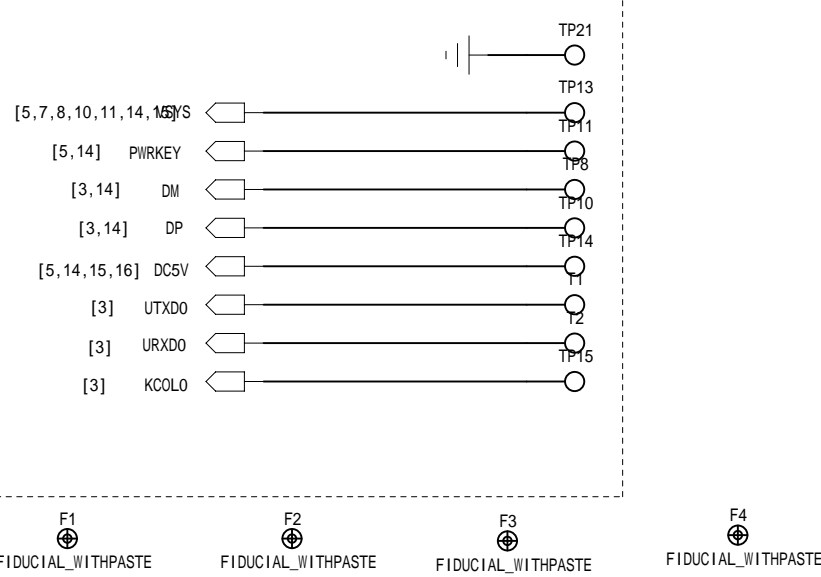 TP21
TP13
[5,7,8,10,11,14,15] VSYS
TP11
[5,14] PWRKEY
TP8
[3,14] DM
TP10
[3,14] DP
TP14
[5,14,15,16] DC5V
T1
[3] UTXD0
T2
[3] URXD0
TP15
[3] KCOL0
F1 F2 F3 F4
FIDUCIAL_WITHPASTE FIDUCIAL_WITHPASTE FIDUCIAL_WITHPASTE FIDUCIAL_WITHPASTE